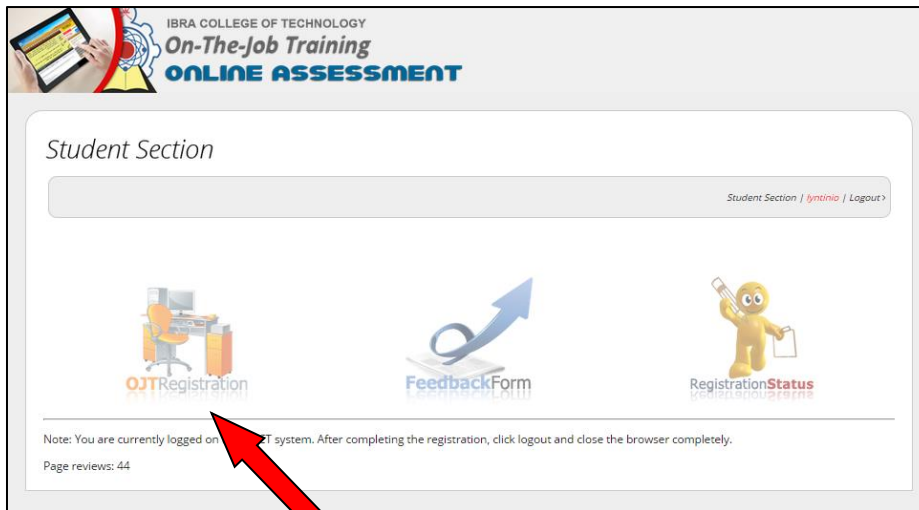 IBRA COLLEGE OF TECHNOLOGY
On-The-Job Training
ONLINE ASSESSMENT
Student Section
Student Section | lyntinio | Logout>
OJTRegistration
FeedbackForm
RegistrationStatus
Note: You are currently logged on T system. After completing the registration, click logout and close the browser completely.
Page reviews: 44